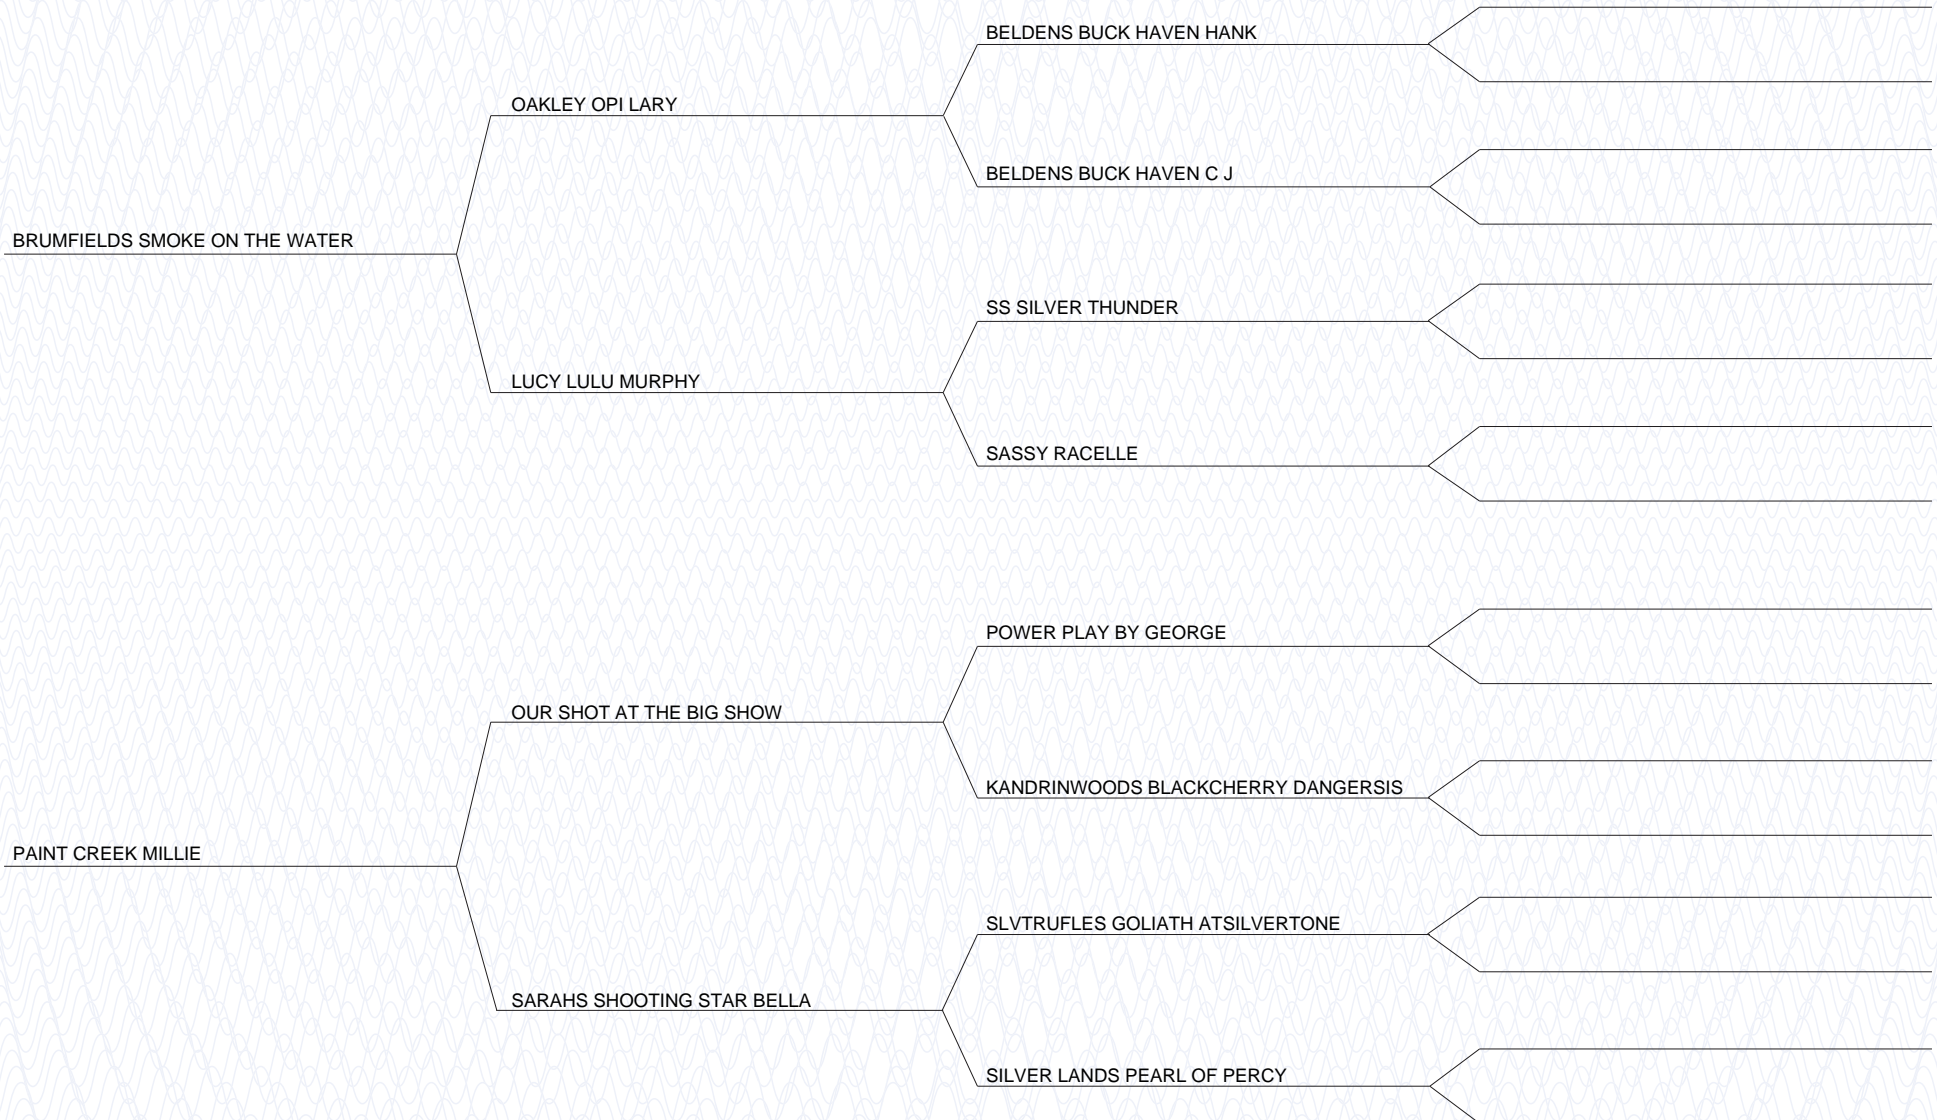 BELDENS BUCK HAVEN HANK
OAKLEY OPI LARY
BELDENS BUCK HAVEN C J
BRUMFIELDS SMOKE ON THE WATER
SS SILVER THUNDER
LUCY LULU MURPHY
SASSY RACELLE
POWER PLAY BY GEORGE
OUR SHOT AT THE BIG SHOW
KANDRINWOODS BLACKCHERRY DANGERSIS
PAINT CREEK MILLIE
SLVTRUFLES GOLIATH ATSILVERTONE
SARAHS SHOOTING STAR BELLA
SILVER LANDS PEARL OF PERCY